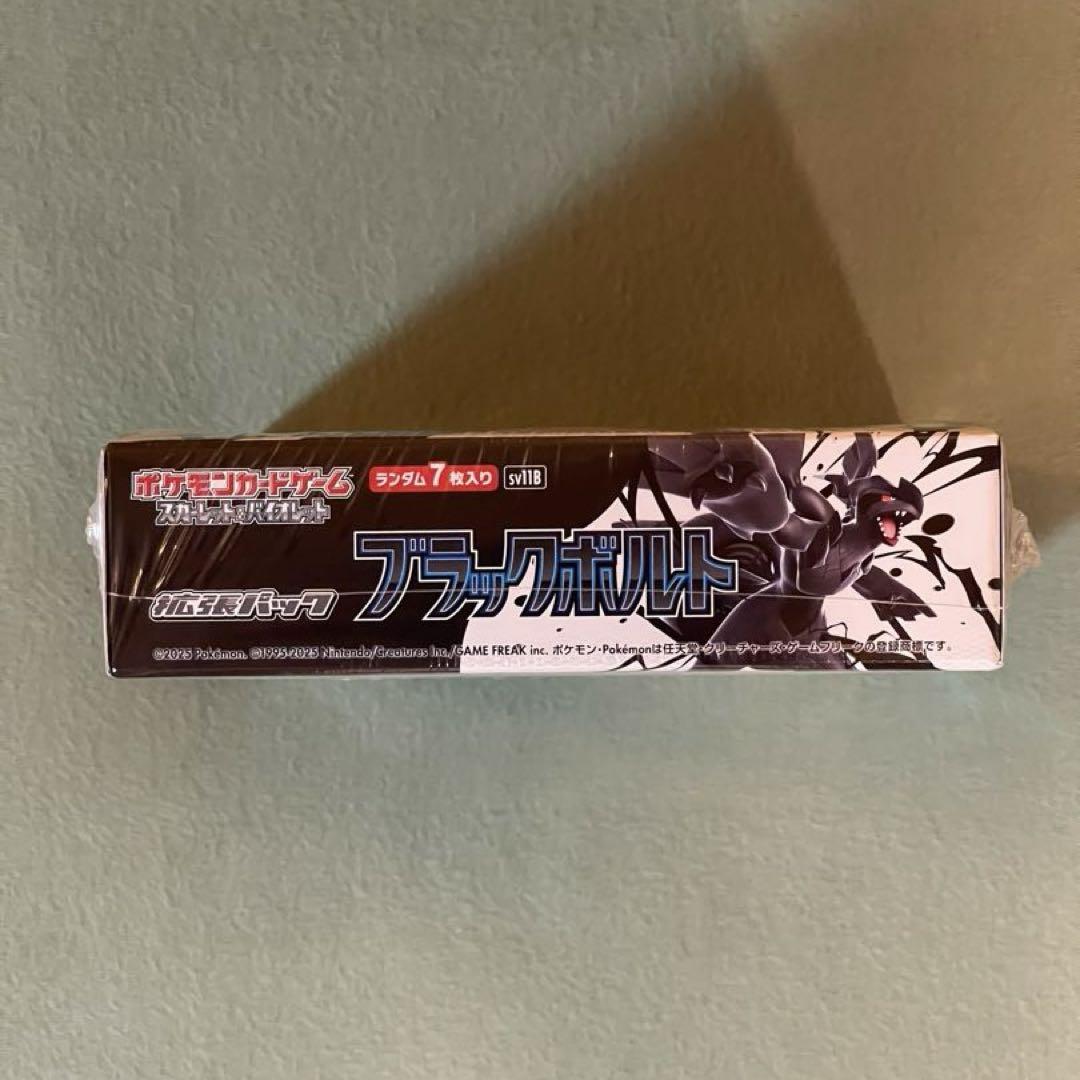 ポケモンカードゲーム
スカーレット&バイオレット
ランダム7枚入り
sv11B
ブラックボルト
拡張パック
©2025 Pokémon. ©1995-2025 Nintendo/Creatures Inc./GAME FREAK inc. ポケモン・Pokémonは任天堂・クリーチャーズ・ゲームフリークの登録商標です。